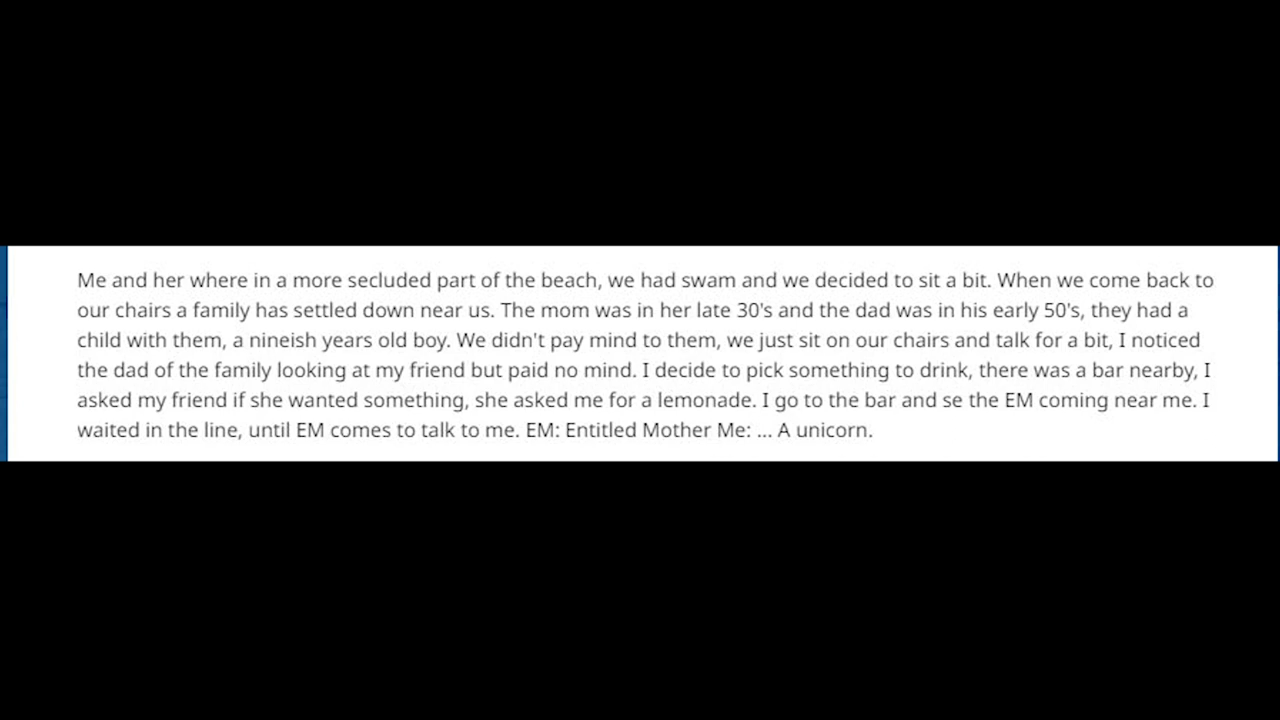 Me and her where in a more secluded part of the beach, we had swam and we decided to sit a bit. When we come back to
our chairs a family has settled down near us. The mom was in her late 30's and the dad was in his early 50's, they had a
child with them, a nineish years old boy. We didn't pay mind to them, we just sit on our chairs and talk for a bit, I noticed
the dad of the family looking at my friend but paid no mind. I decide to pick something to drink, there was a bar nearby, I
asked my friend if she wanted something, she asked me for a lemonade. I go to the bar and se the EM coming near me. I
waited in the line, until EM comes to talk to me. EM: Entitled Mother Me: ... A unicorn.